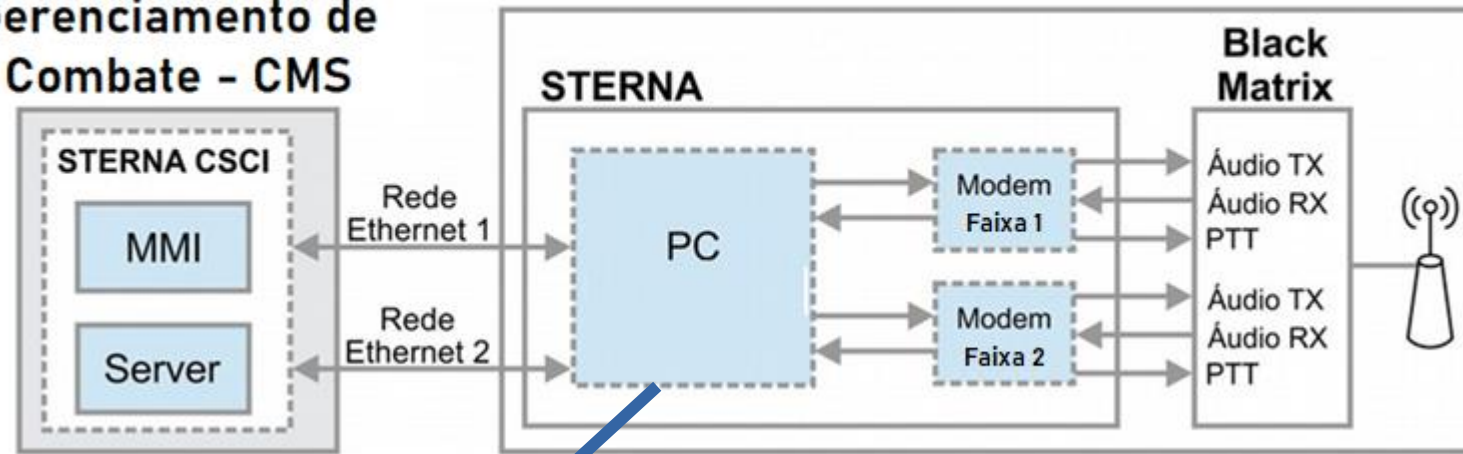 erenciamento de
Combate - CMS
STERNA CSCI
MMI
Server
Rede
Ethernet 1
Rede
Ethernet 2
STERNA
PC
Modem
Faixa 1
Modem
Faixa 2
Black
Matrix
Áudio TX
Áudio RX
PTT
Áudio TX
Áudio RX
PTT